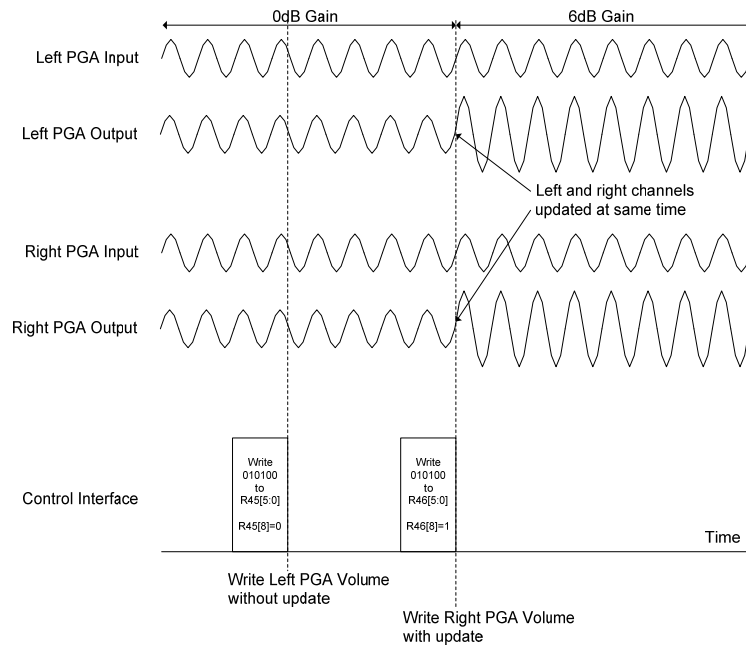 0dB Gain
6dB Gain
Left PGA Input
Left PGA Output
Left and right channels
updated at same time
Right PGA Input
Right PGA Output
Control Interface
Write
010100
to
R45[5:0]
R45[8]=0
Write
010100
to
R46[5:0]
R46[8]=1
Time
Write Left PGA Volume
without update
Write Right PGA Volume
with update